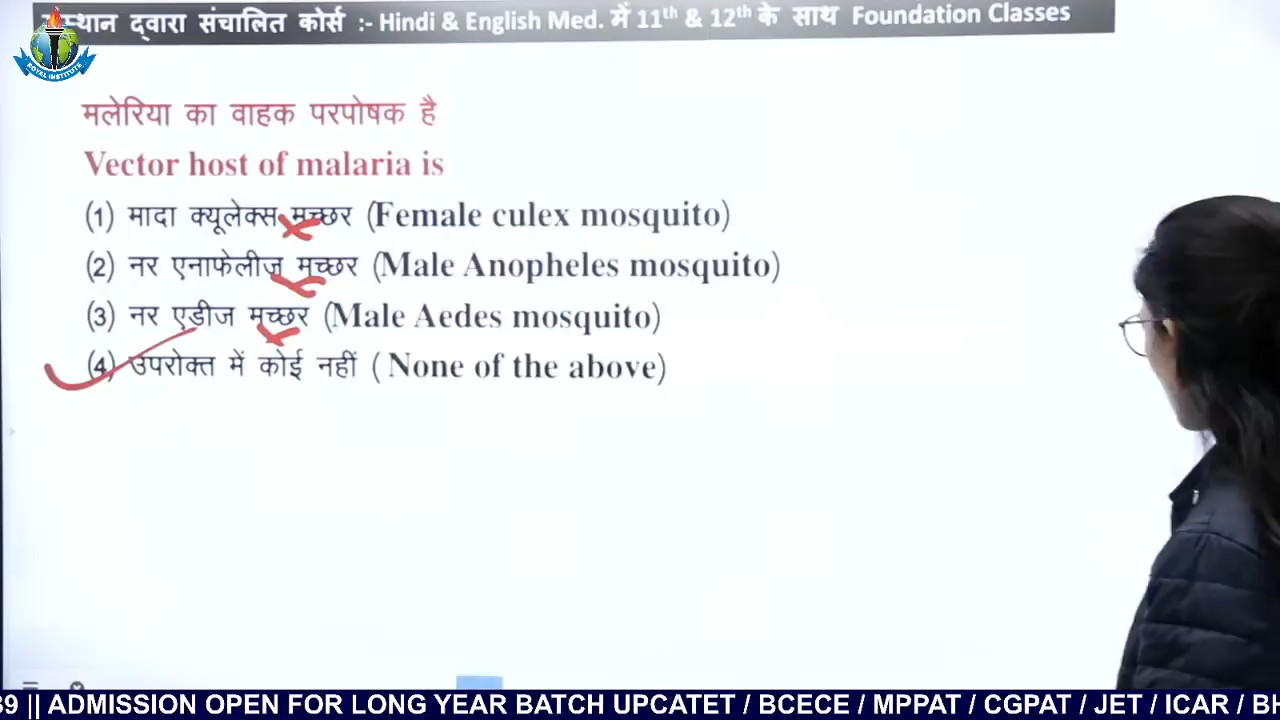 स्थान द्वारा संचालित कोर्स :- Hindi & English Med. में 11th & 12th के साथ Foundation Classes
ROYAL INSTITUTE
मलेरिया का वाहक परपोषक है
Vector host of malaria is
(1) मादा क्यूलेक्स मच्छर (Female culex mosquito)
(2) नर एनाफेलीज मच्छर (Male Anopheles mosquito)
(3) नर एडीज मच्छर (Male Aedes mosquito)
(4) उपरोक्त में कोई नहीं ( None of the above)
39 || ADMISSION OPEN FOR LONG YEAR BATCH UPCATET / BCECE / MPPAT / CGPAT / JET / ICAR /